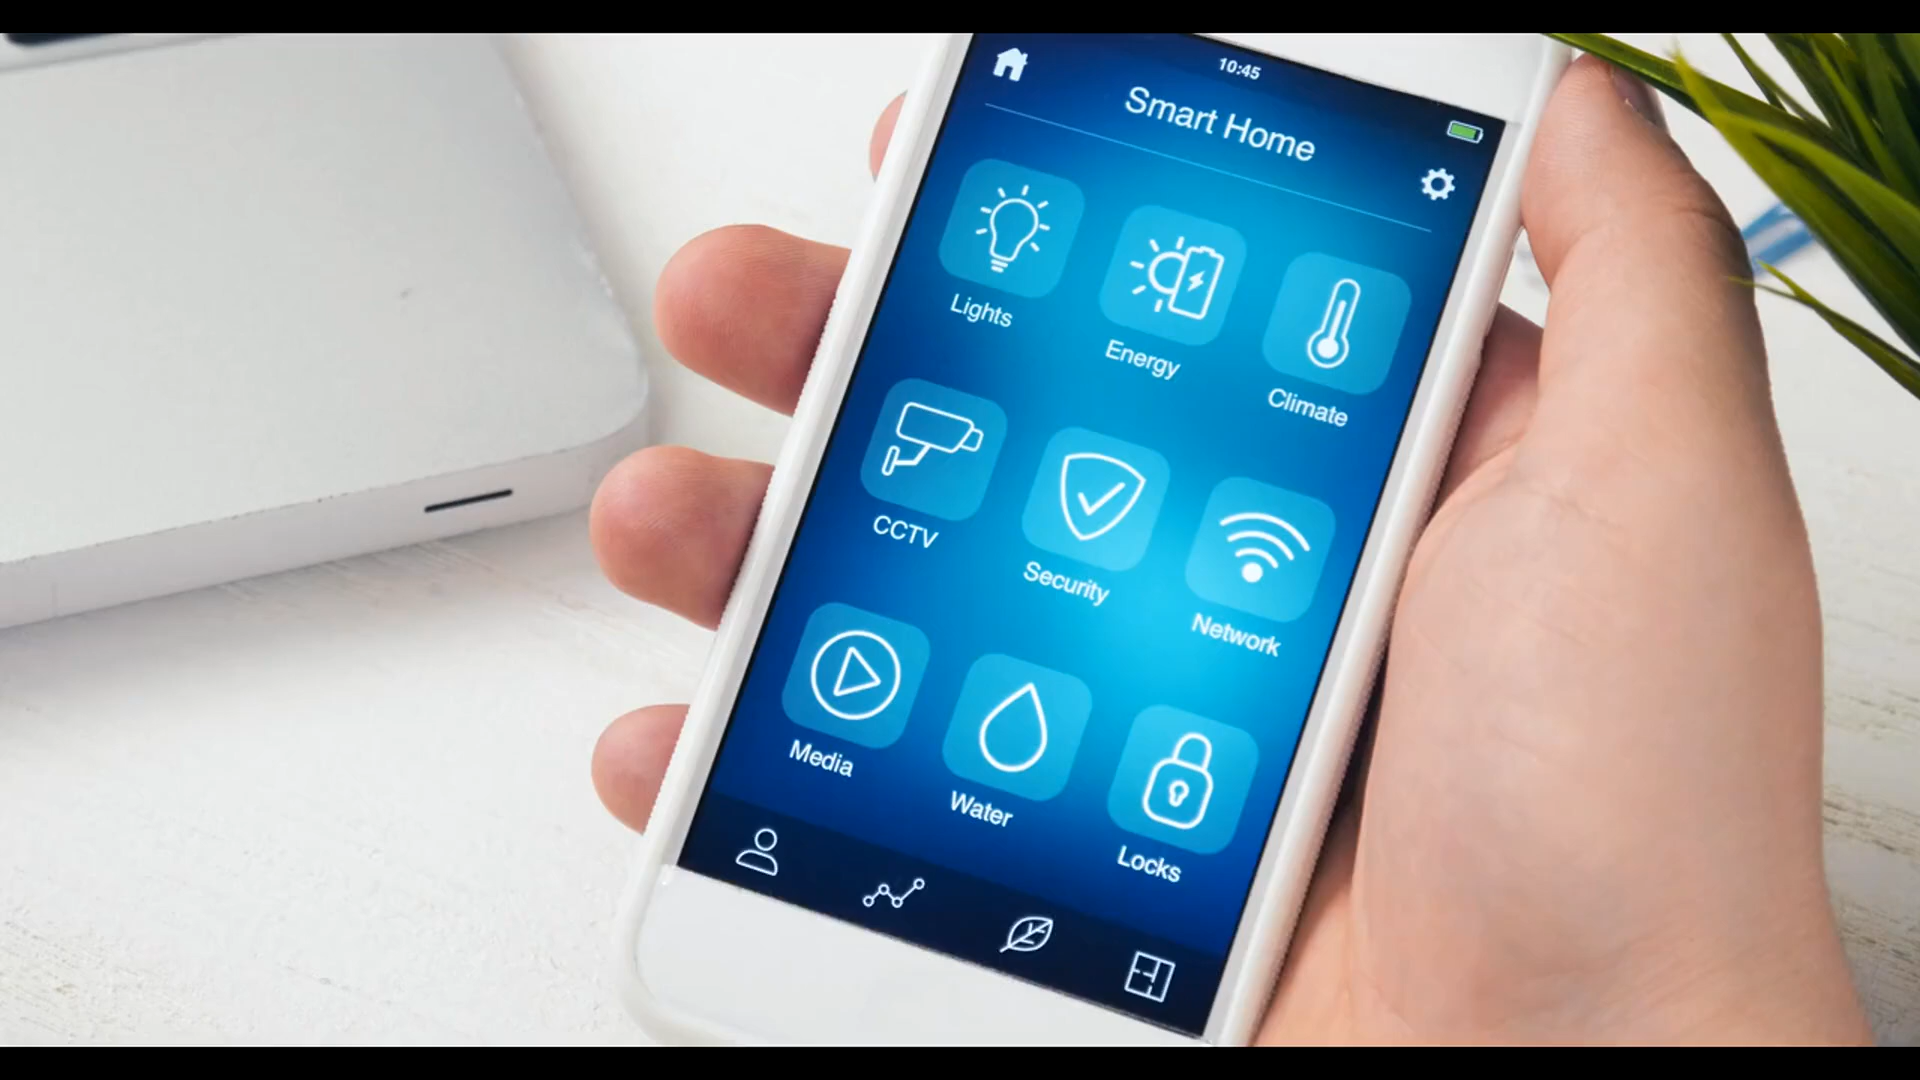 10:45
Smart Home
Lights
Energy
Climate
CCTV
Security
Network
Media
Water
Locks